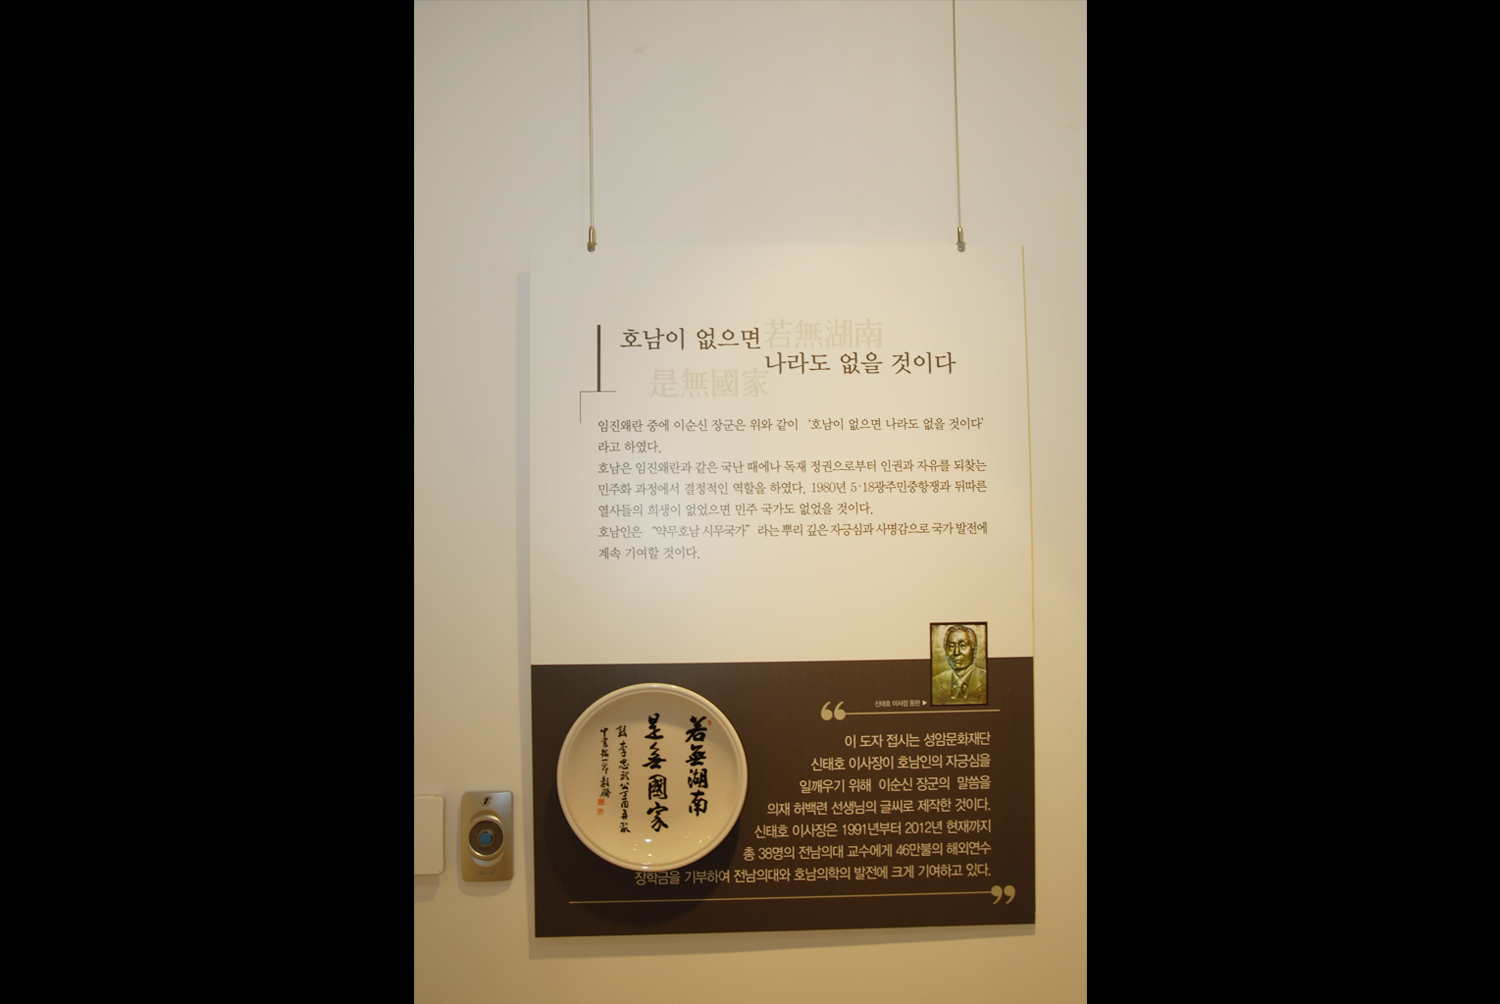 호남이 없으면 若無湖南
나라도 없을 것이다
是無國家
임진왜란 중에 이순신 장군은 위와 같이 ‘호남이 없으면 나라도 없을 것이다’
라고 하였다.
호남은 임진왜란과 같은 국난 때에나 독재 정권으로부터 인권과 자유를 되찾는
민주화 과정에서 결정적인 역할을 하였다. 1980년 5·18광주민중항쟁과 뒤따른
열사들의 희생이 없었으면 민주 국가도 없었을 것이다.
호남인은 “약무호남 시무국가” 라는 뿌리 깊은 자긍심과 사명감으로 국가 발전에
계속 기여할 것이다.
신태호 이사장 동판 ▶
“
이 도자 접시는 성암문화재단
신태호 이사장이 호남인의 자긍심을
일깨우기 위해 이순신 장군의 말씀을
의재 허백련 선생님의 글씨로 제작한 것이다.
신태호 이사장은 1991년부터 2012년 현재까지
총 38명의 전남의대 교수에게 46만불의 해외연수
장학금을 기부하여 전남의대와 호남의학의 발전에 크게 기여하고 있다.
”
若無湖南
是無國家